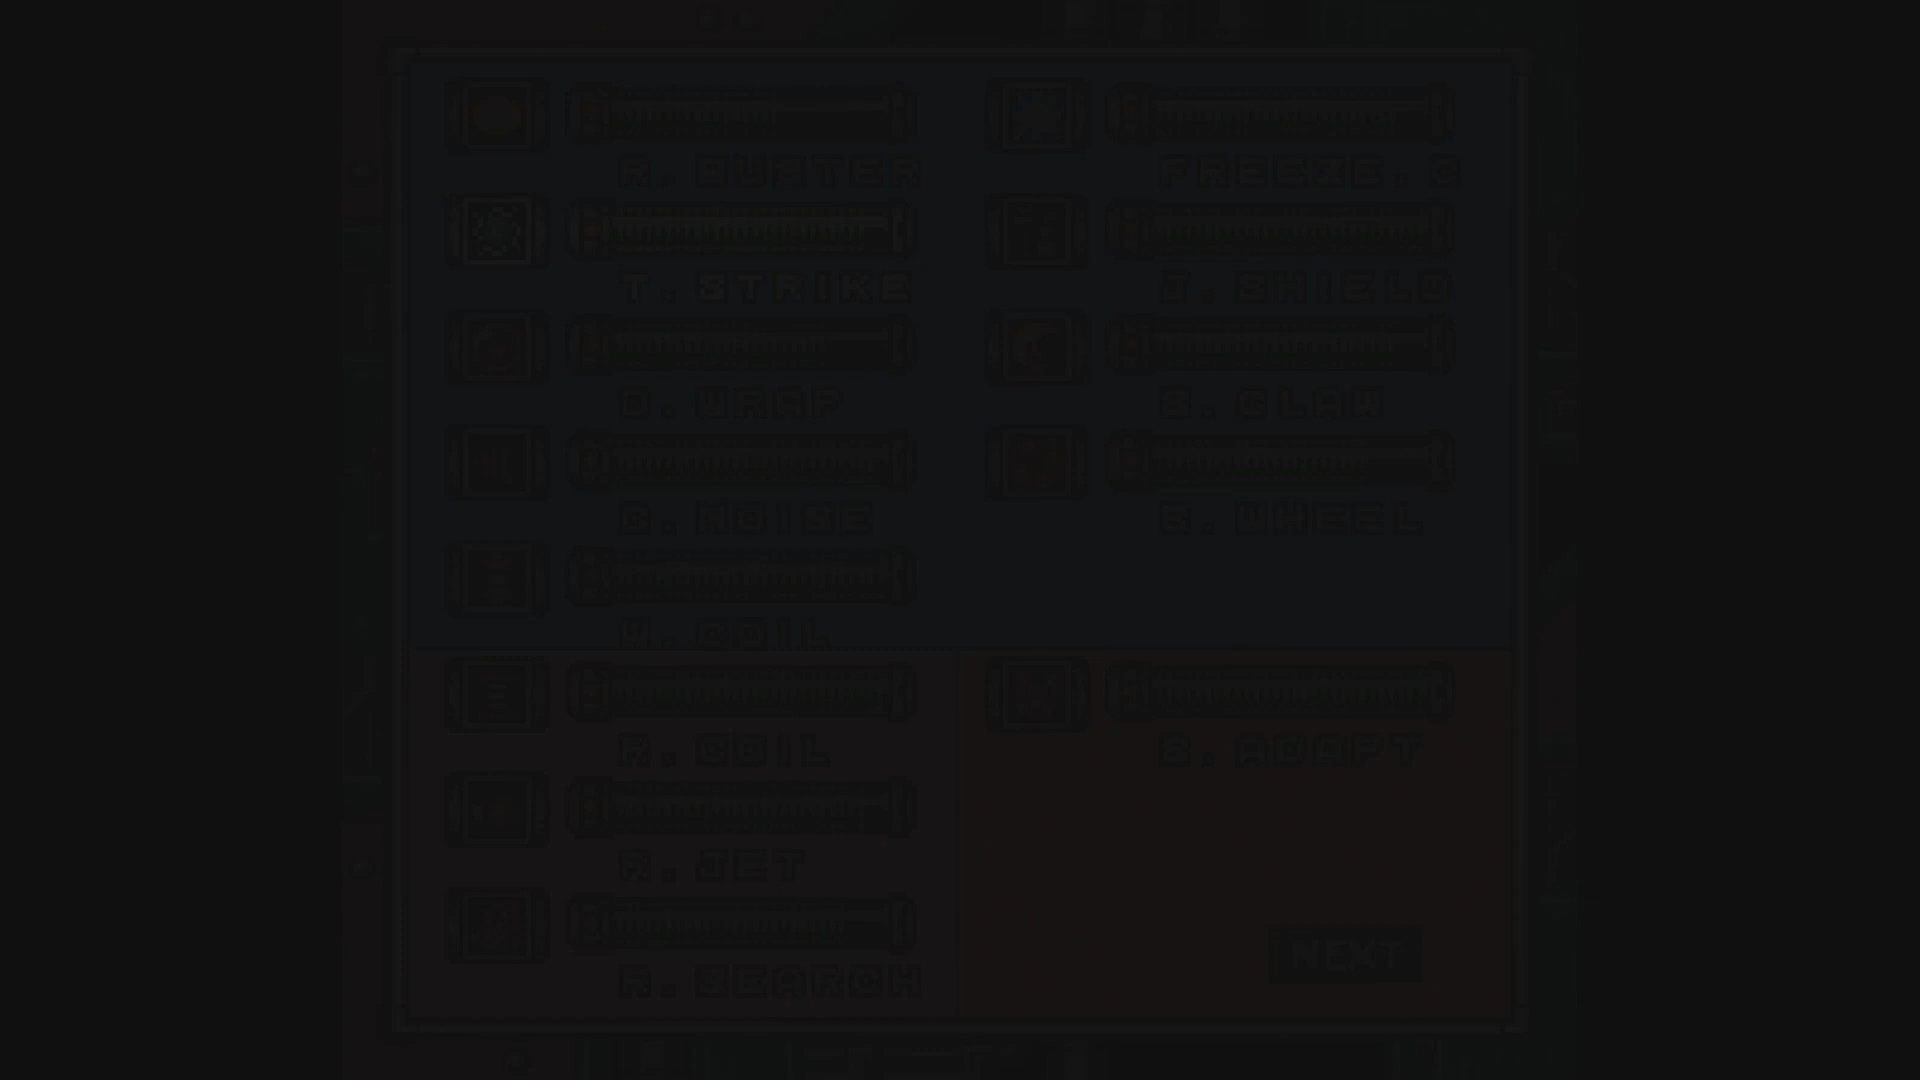 R. BUSTER FREEZE. C
T. STRIKE J. SHIELD
D. WRAP S. CLAW
C. NOISE B. WHEEL
W. COIL
R. COIL S. ADAPT
R. JET
R. SEARCH
NEXT